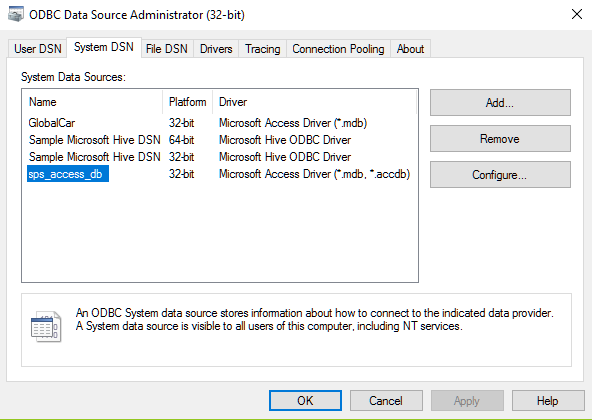 ODBC Data Source Administrator (32-bit)
User DSN System DSN File DSN Drivers Tracing Connection Pooling About
System Data Sources:
Name Platform Driver
GlobalCar 32-bit Microsoft Access Driver (*.mdb)
Sample Microsoft Hive DSN 64-bit Microsoft Hive ODBC Driver
Sample Microsoft Hive DSN 32-bit Microsoft Hive ODBC Driver
sps_access_db 32-bit Microsoft Access Driver (*.mdb, *.accdb)
Add...
Remove
Configure...
An ODBC System data source stores information about how to connect to the indicated data provider.
A System data source is visible to all users of this computer, including NT services.
OK Cancel Apply Help